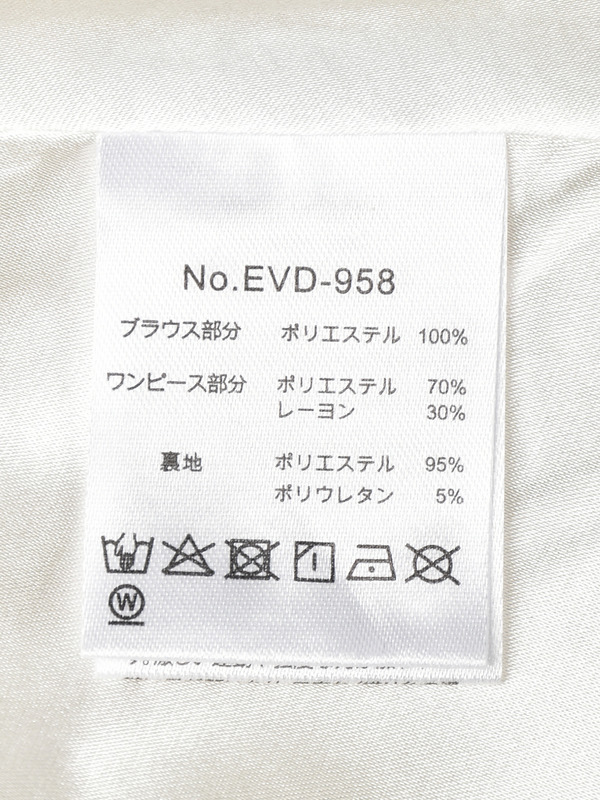 No.EVD-958
ブラウス部分 ポリエステル 100%
ワンピース部分 ポリエステル 70%
レーヨン 30%
裏地 ポリエステル 95%
ポリウレタン 5%
W